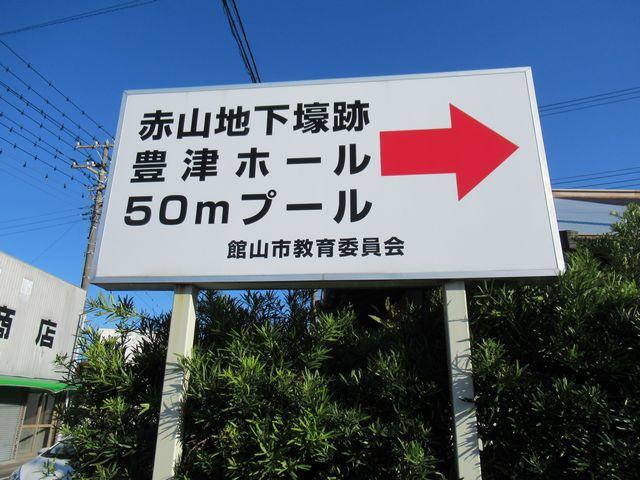 赤山地下壕跡
豊津ホール
50mプール
館山市教育委員会
商店